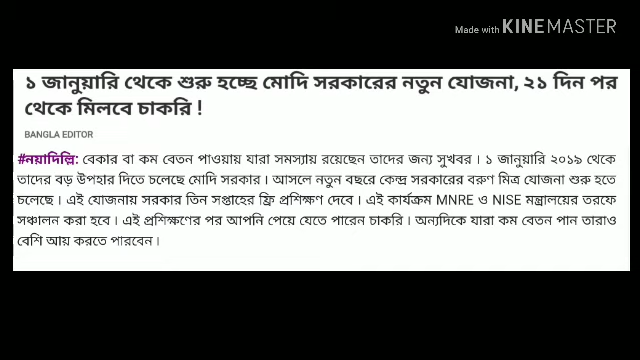 Made with KINEMASTER
১ জানুয়ারি থেকে শুরু হচ্ছে মোদি সরকারের নতুন যোজনা, ২১ দিন পর
থেকে মিলবে চাকরি !
BANGLA EDITOR
#নয়াদিল্লি: বেকার বা কম বেতন পাওয়ায় যারা সমস্যায় রয়েছেন তাদের জন্য সুখবর । ১ জানুয়ারি ২০১৯ থেকে
তাদের বড় উপহার দিতে চলেছে মোদি সরকার । আসলে নতুন বছরে কেন্দ্র সরকারের বরুণ মিত্র যোজনা শুরু হতে
চলেছে । এই যোজনায় সরকার তিন সপ্তাহের ফ্রি প্রশিক্ষণ দেবে । এই কার্যক্রম MNRE ও NISE মন্ত্রালয়ের তরফে
সঞ্চালন করা হবে । এই প্রশিক্ষণের পর আপনি পেয়ে যেতে পারেন চাকরি । অন্যদিকে যারা কম বেতন পান তারাও
বেশি আয় করতে পারবেন ।